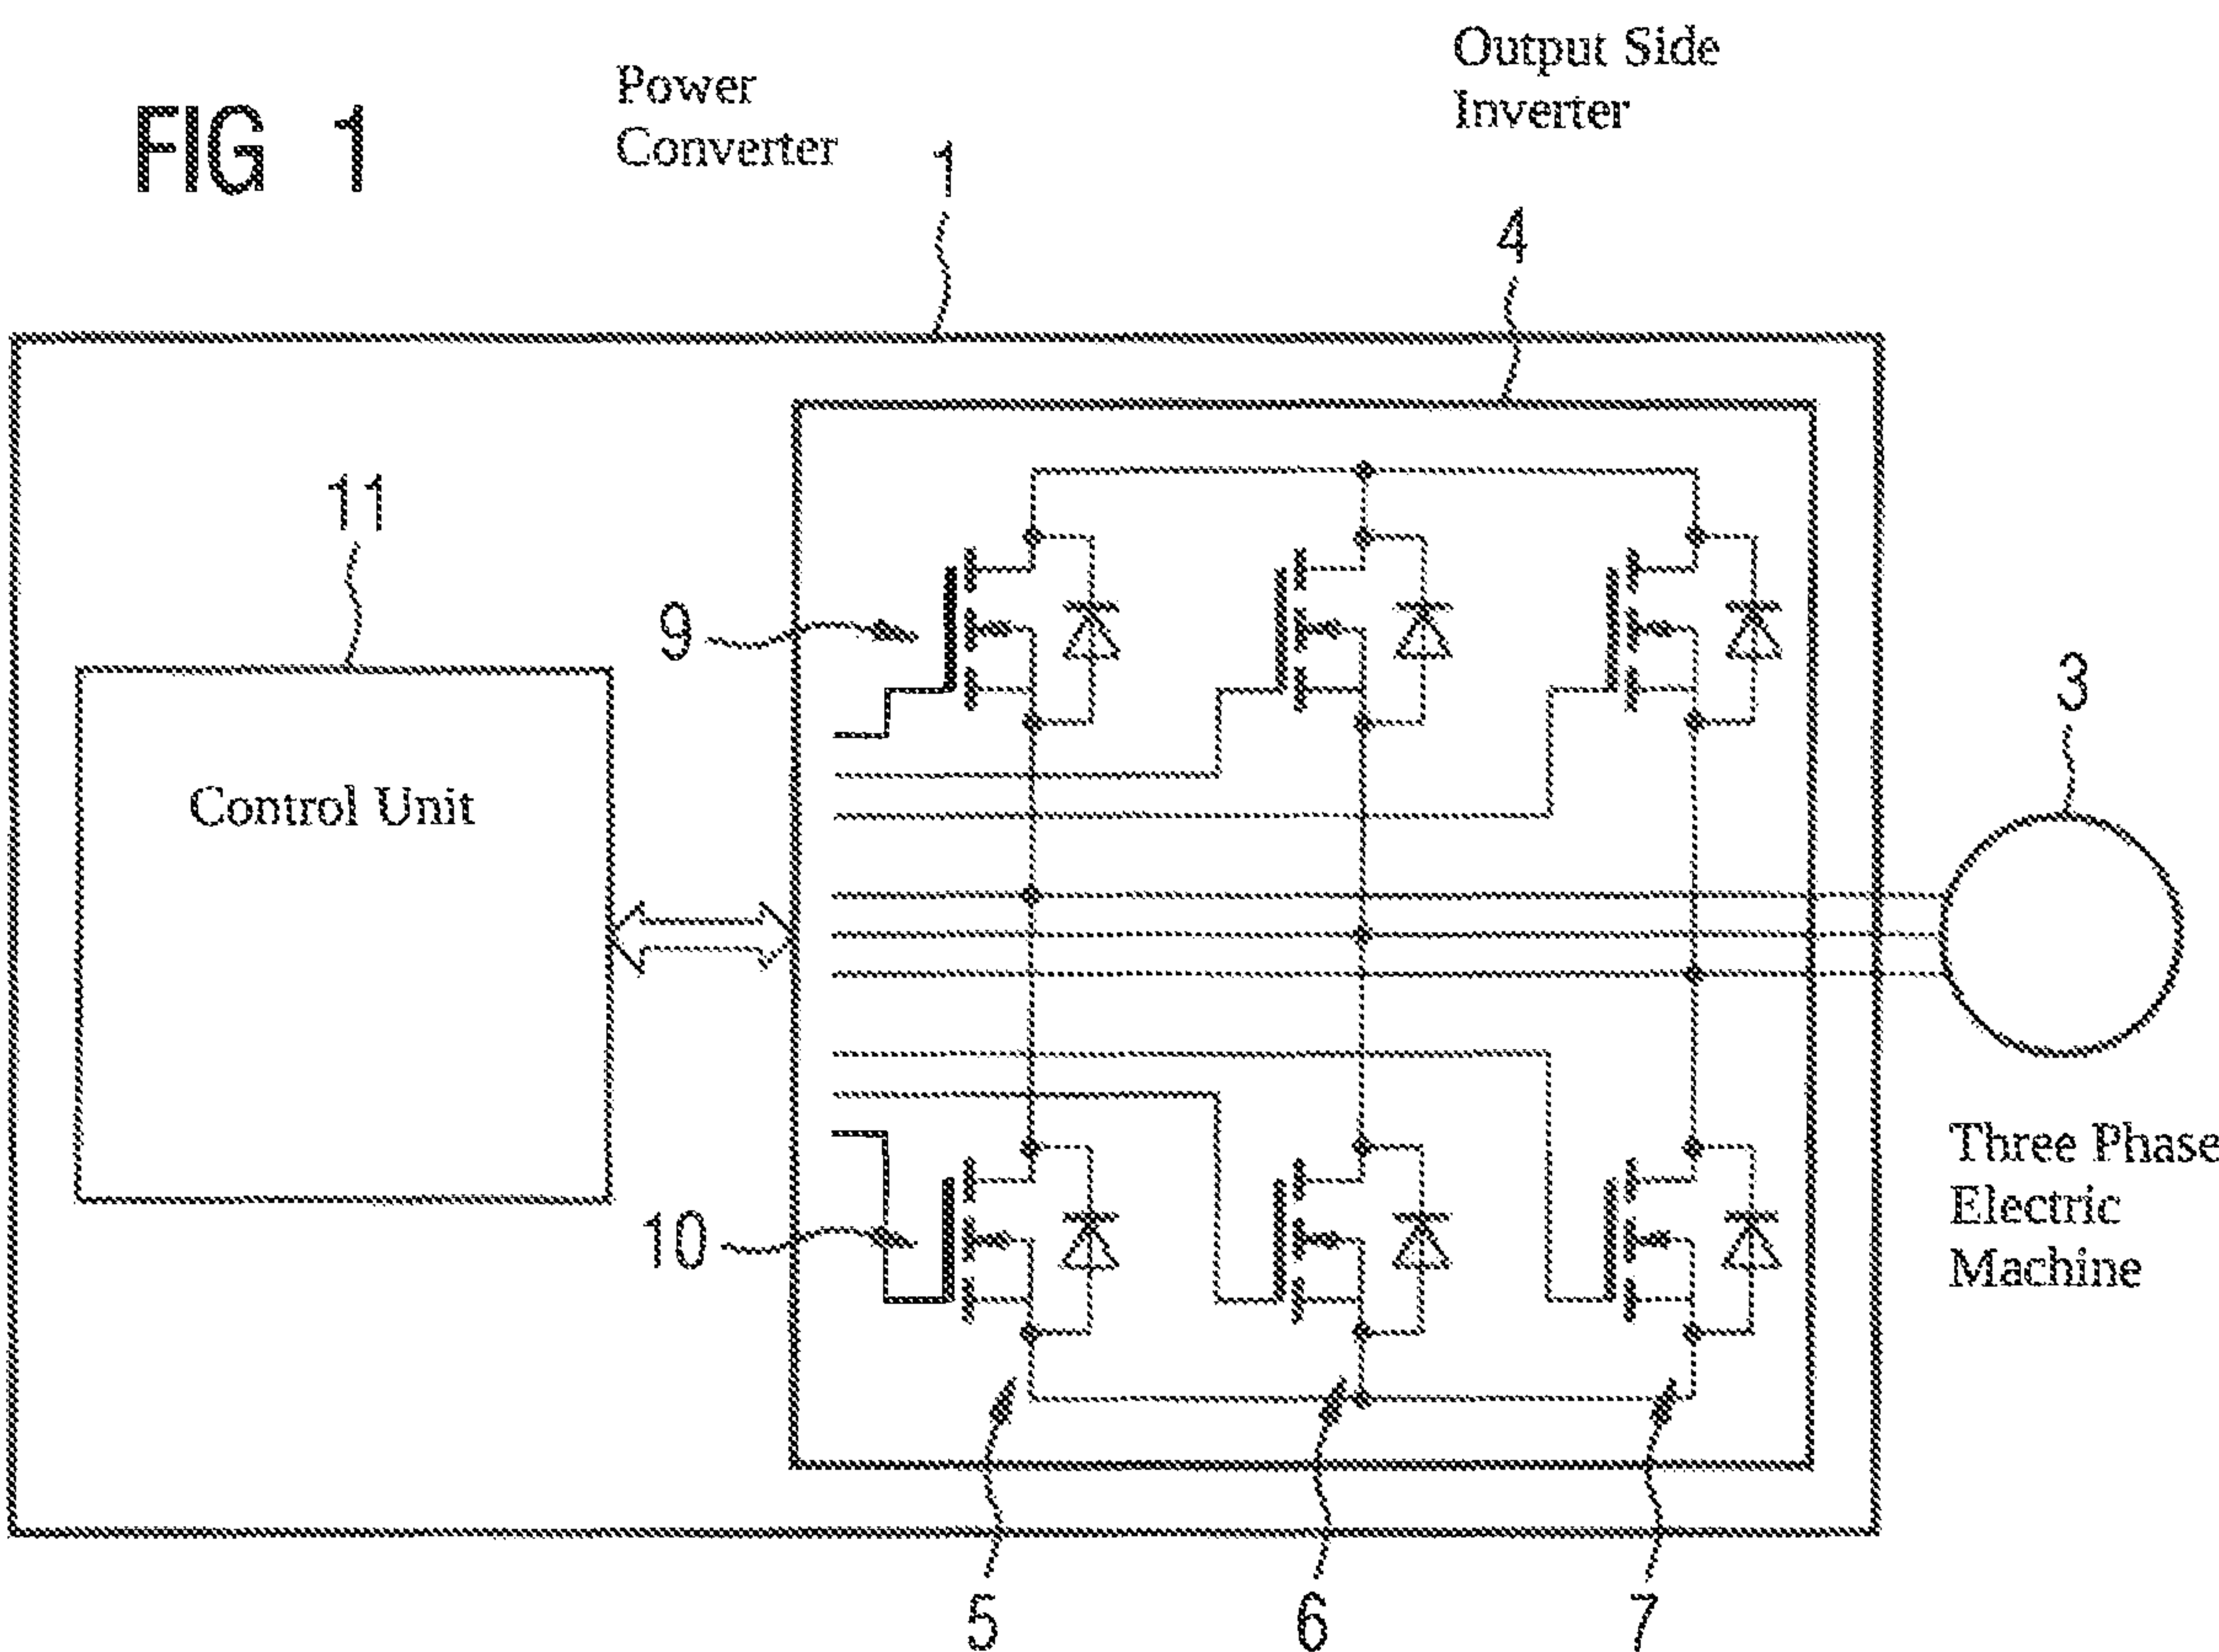 FIG 1
Power
Converter
1
Output Side
Inverter
4
11
9
3
Control Unit
10
Three Phase
Electric
Machine
5
6
7